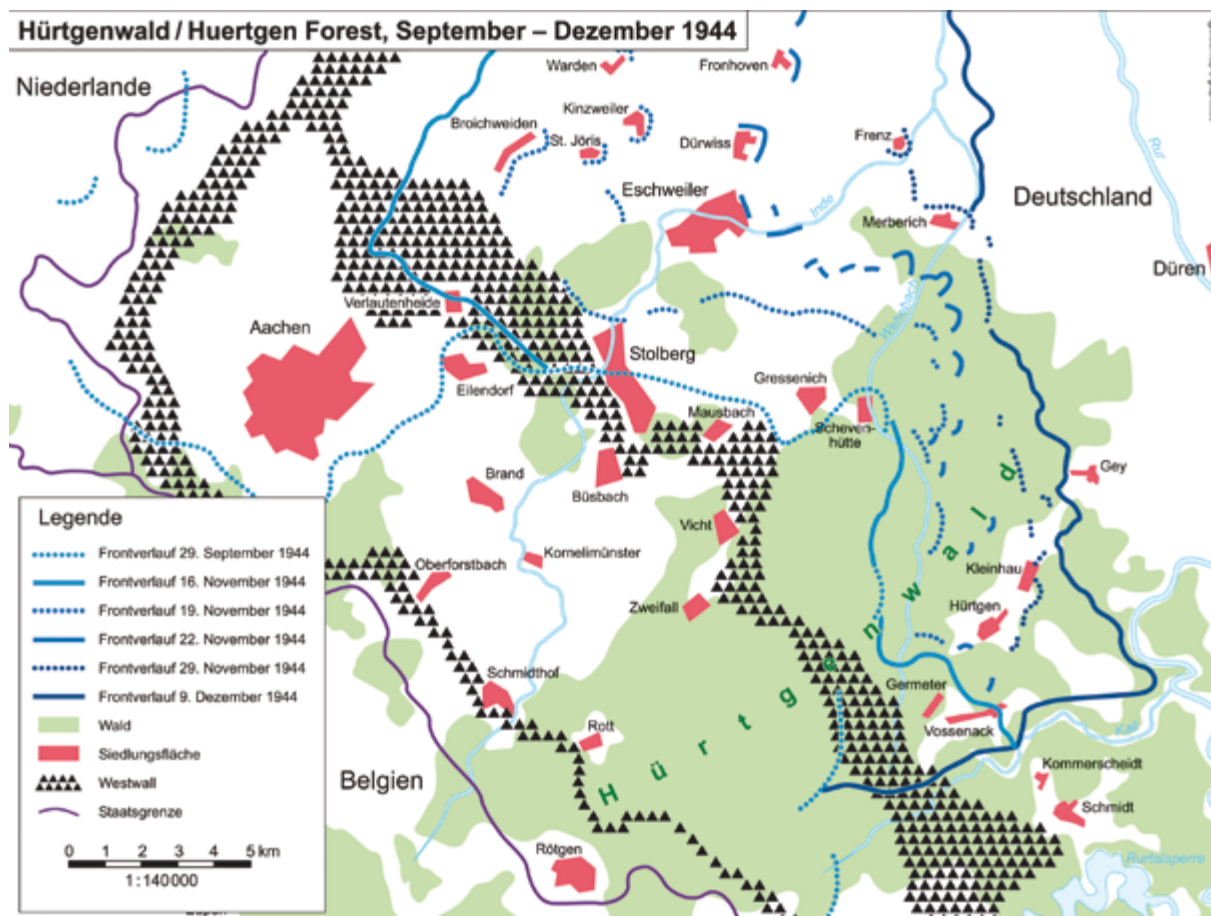 Hürtgenwald / Huertgen Forest, September – Dezember 1944
Niederlande
Warden
Fronhoven
Kinzweiler
Broichweiden
St. Jöris
Dürwiss
Frenz
Rur
Eschweiler
Inde
Deutschland
Merberich
Düren
Verlautenheide
Wehebach
Aachen
Stolberg
Eilendorf
Gressenich
Mausbach
Scheven-
hütte
Brand
Büsbach
Gey
Vicht
Kornelimünster
Oberforstbach
Kleinhau
Zweifall
Hürtgen
Hürtgenwald
Schmidthof
Germeter
Rott
Vossenack
Kall
Belgien
Kommerscheidt
Schmidt
Rötgen
Rurtalsperre
Legende
Frontverlauf 29. September 1944
Frontverlauf 16. November 1944
Frontverlauf 19. November 1944
Frontverlauf 22. November 1944
Frontverlauf 29. November 1944
Frontverlauf 9. Dezember 1944
Wald
Siedlungsfläche
Westwall
Staatsgrenze
0 1 2 3 4 5 km
1:140000